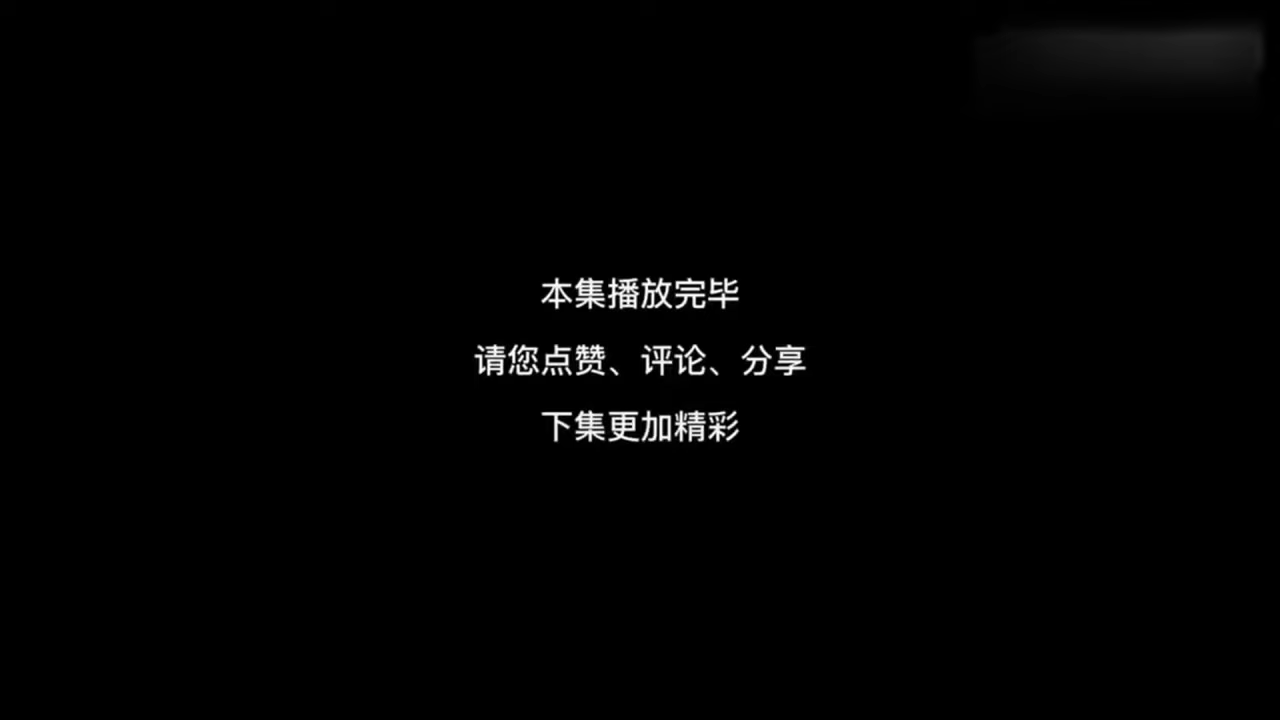 本集播放完毕
请您点赞、评论、分享
下集更加精彩